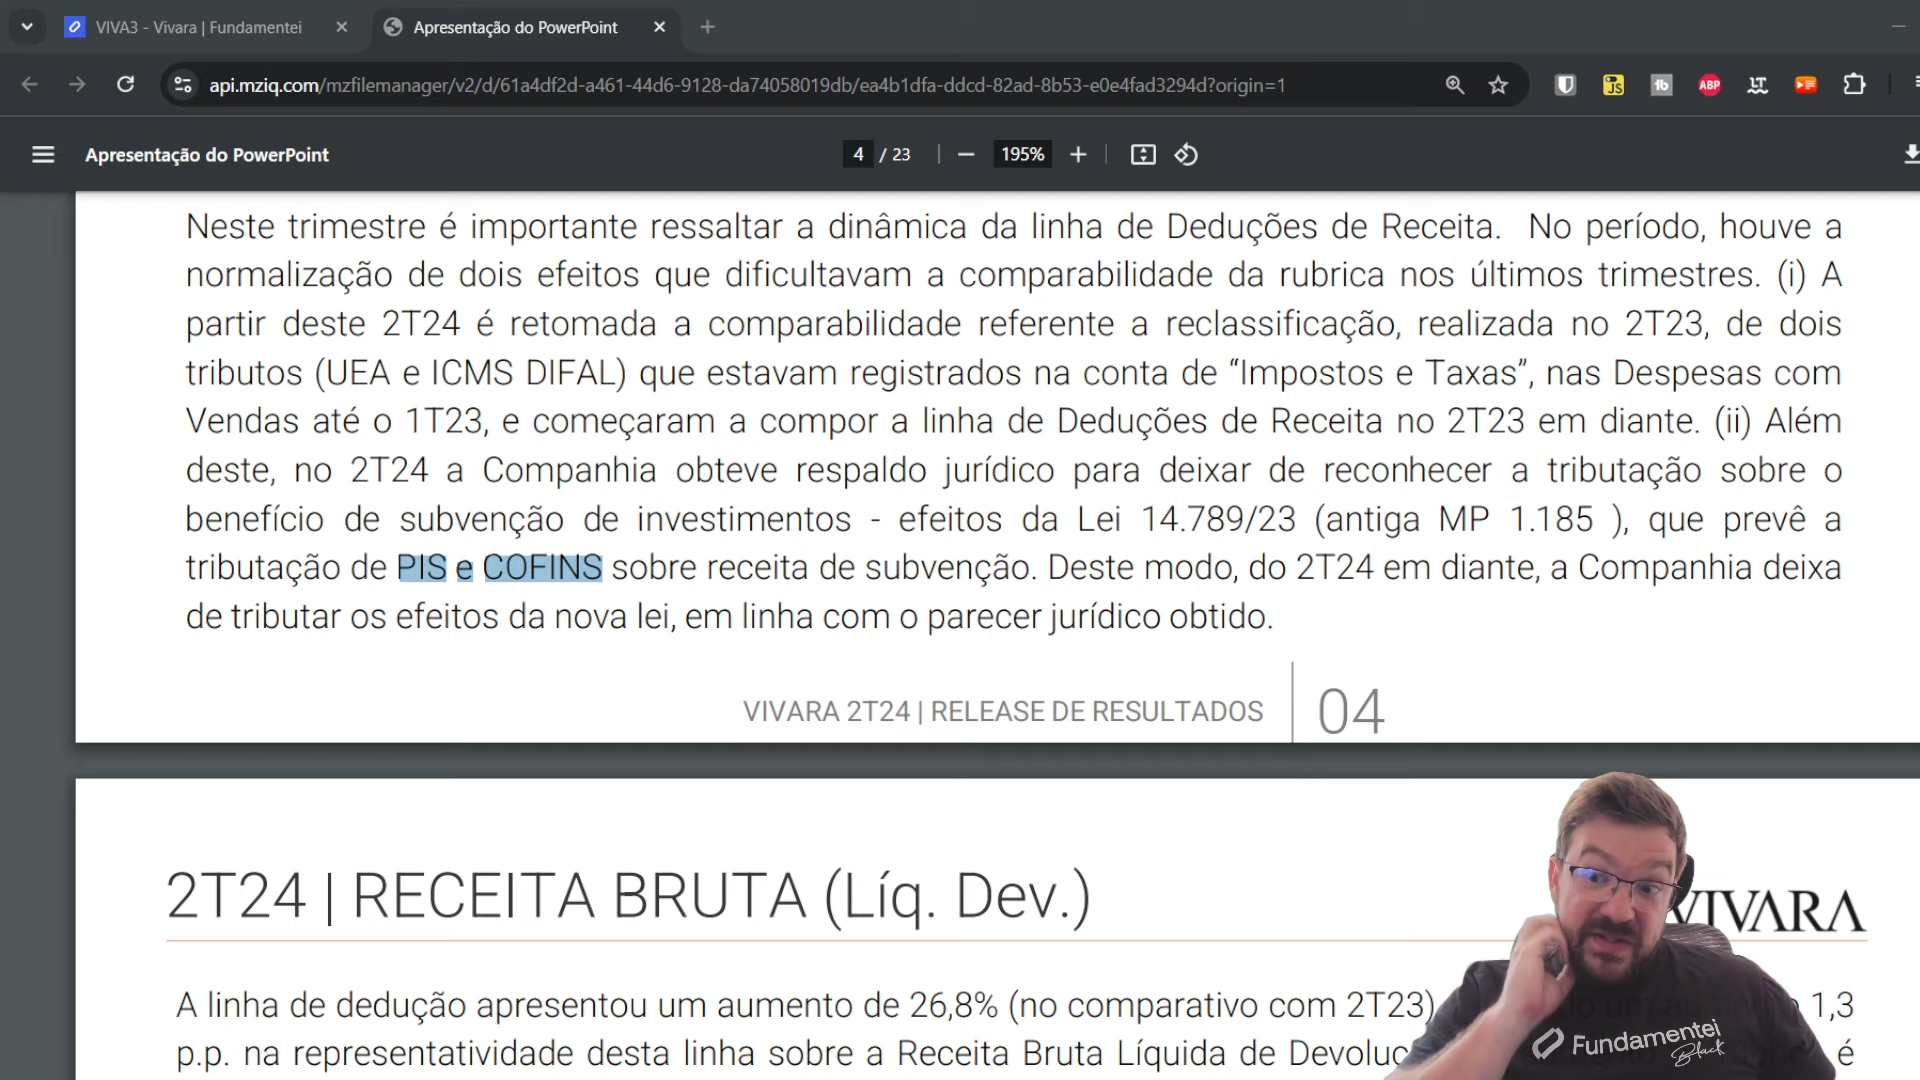 VIVA3 - Vivara | Fundamentei
Apresentação do PowerPoint
api.mziq.com/mzfilemanager/v2/d/61a4df2d-a461-44d6-9128-da74058019db/ea4b1dfa-ddcd-82ad-8b53-e0e4fad3294d?origin=1
JS
tb
ABP
LT
Apresentação do PowerPoint
4 / 23
195%
Neste trimestre é importante ressaltar a dinâmica da linha de Deduções de Receita. No período, houve a
normalização de dois efeitos que dificultavam a comparabilidade da rubrica nos últimos trimestres. (i) A
partir deste 2T24 é retomada a comparabilidade referente a reclassificação, realizada no 2T23, de dois
tributos (UEA e ICMS DIFAL) que estavam registrados na conta de “Impostos e Taxas”, nas Despesas com
Vendas até o 1T23, e começaram a compor a linha de Deduções de Receita no 2T23 em diante. (ii) Além
deste, no 2T24 a Companhia obteve respaldo jurídico para deixar de reconhecer a tributação sobre o
benefício de subvenção de investimentos - efeitos da Lei 14.789/23 (antiga MP 1.185 ), que prevê a
tributação de PIS e COFINS sobre receita de subvenção. Deste modo, do 2T24 em diante, a Companhia deixa
de tributar os efeitos da nova lei, em linha com o parecer jurídico obtido.
VIVARA 2T24 | RELEASE DE RESULTADOS
04
2T24 | RECEITA BRUTA (Líq. Dev.)
VIVARA
A linha de dedução apresentou um aumento de 26,8% (no comparativo com 2T23) 1,3
p.p. na representatividade desta linha sobre a Receita Bruta Líquida de Devoluc é
Fundamentei
Black